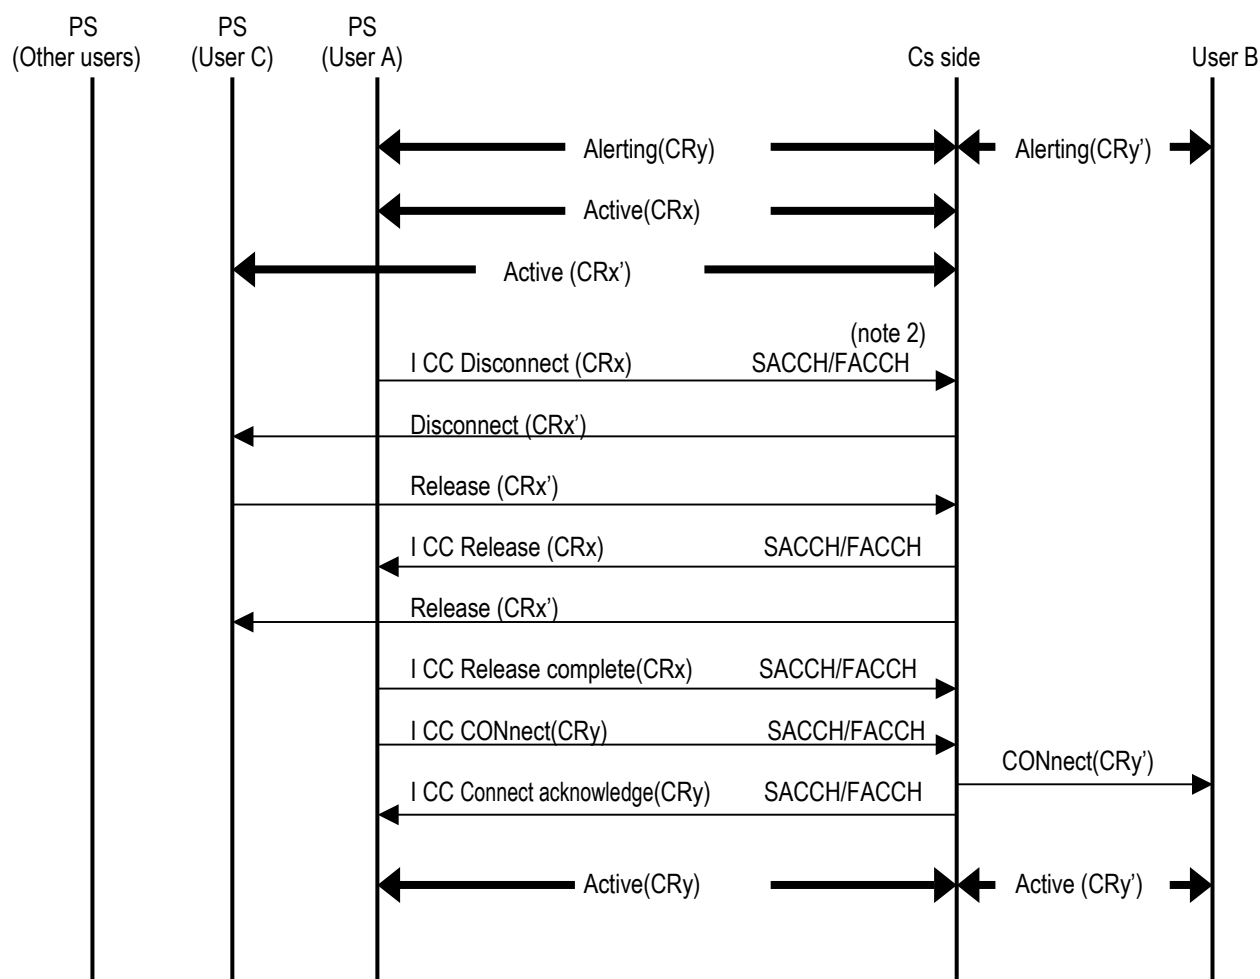 PS
(Other users)
PS
(User C)
PS
(User A)
Cs side
User B
Alerting(CRy)
Alerting(CRy’)
Active(CRx)
Active (CRx’)
(note 2)
I CC Disconnect (CRx)
SACCH/FACCH
Disconnect (CRx’)
Release (CRx’)
I CC Release (CRx)
SACCH/FACCH
Release (CRx’)
I CC Release complete(CRx)
SACCH/FACCH
I CC CONnect(CRy)
SACCH/FACCH
CONnect(CRy’)
I CC Connect acknowledge(CRy)
SACCH/FACCH
Active(CRy)
Active (CRy’)